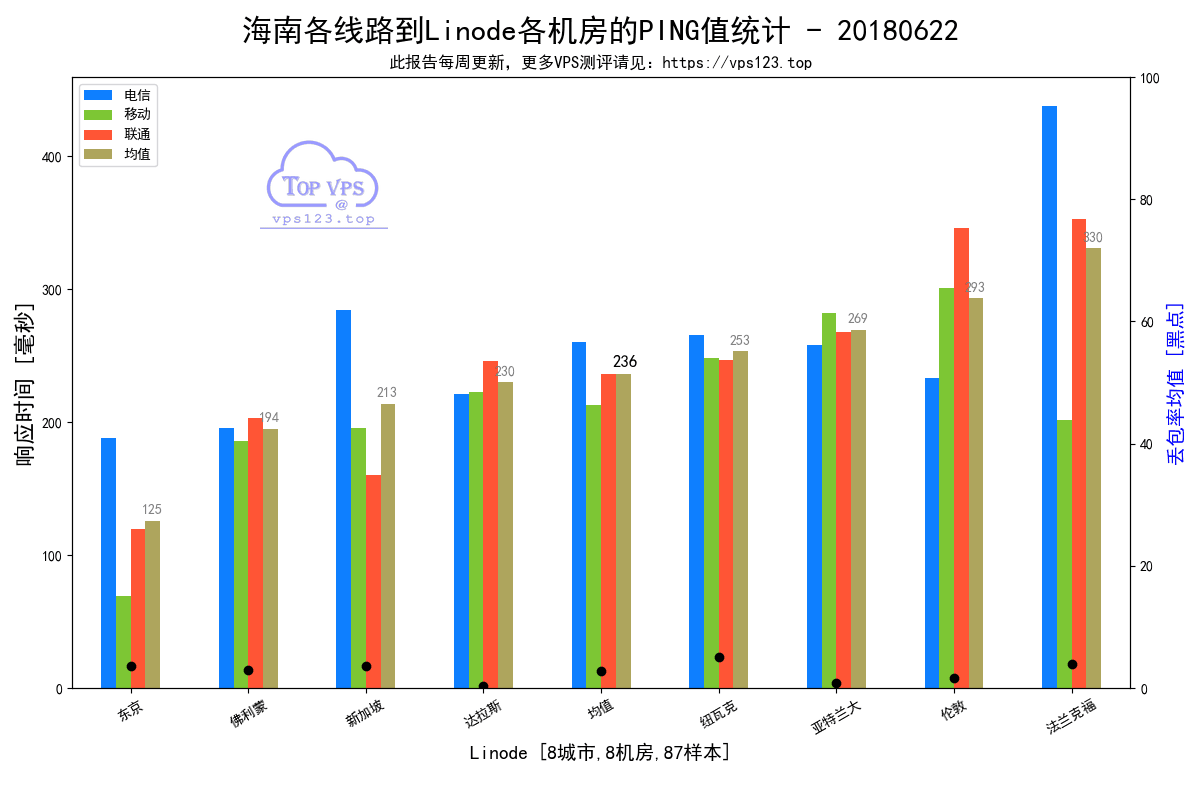 海南各线路到Linode各机房的PING值统计 - 20180622
此报告每周更新，更多VPS测评请见：https://vps123.top
电信
移动
联通
均值
TOP VPS
@
vps123.top
响应时间 [毫秒]
400
300
200
100
0
125
194
213
230
236
253
269
293
330
100
80
60
40
20
0
丢包率均值 [黑点]
东京
佛利蒙
新加坡
达拉斯
均值
纽瓦克
亚特兰大
伦敦
法兰克福
Linode [8城市,8机房,87样本]